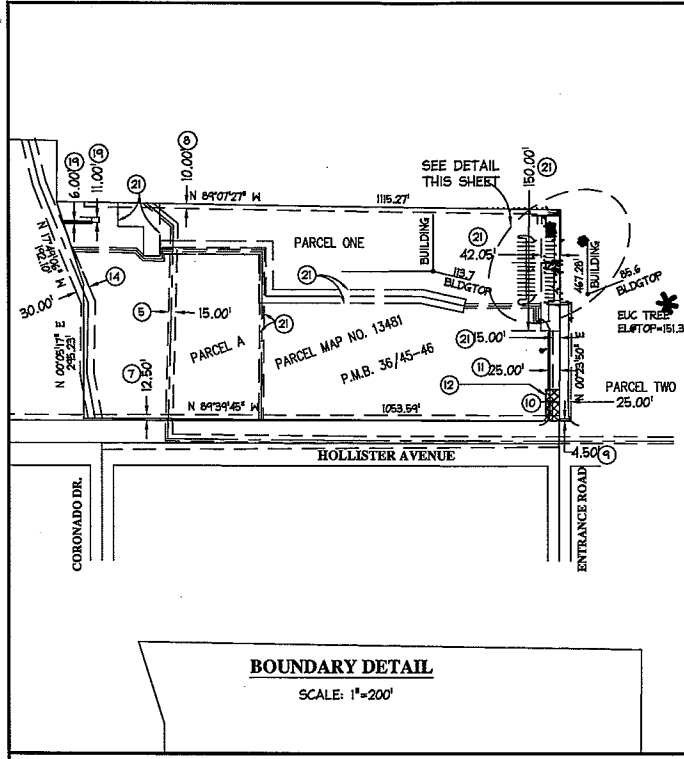 6.00' 19
11.00' 19
21
10.00' 8
N 89°07'27" W 1115.27'
SEE DETAIL
THIS SHEET
150.00' 21
PARCEL ONE
BUILDING
21
42.05'
467.28'
BUILDING
85.6
BLDGTOP
113.7
BLDGTOP
30.00'
14
21
EUC TREE
EL@TOP=151.3
5 15.00'
21
PARCEL A
PARCEL MAP NO. 13481
P.M.B. 36/45-46
21 15.00'
N 00°05'17" E
295.23'
7 12.50'
11 25.00'
12
10
N 00°23'50" E
PARCEL TWO
25.00'
N 89°39'45" W 1053.59'
4.50' 9
HOLLISTER AVENUE
CORONADO DR.
ENTRANCE ROAD
BOUNDARY DETAIL
SCALE: 1"=200'